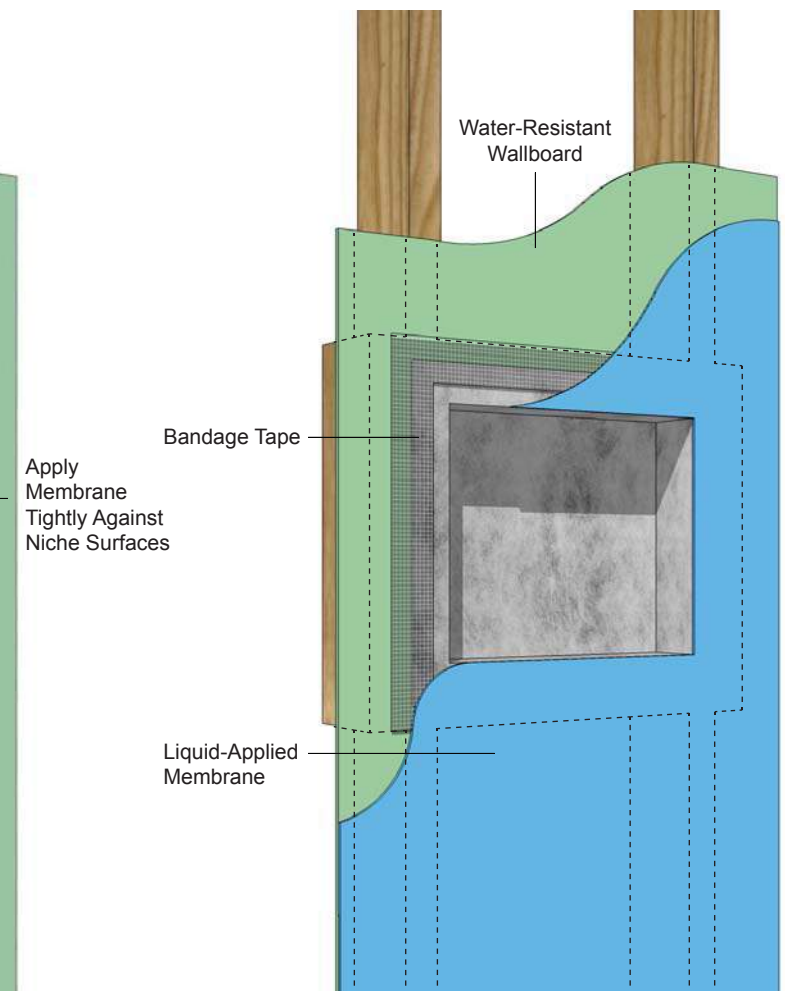 Water-Resistant
Wallboard
Bandage Tape
Apply
Membrane
Tightly Against
Niche Surfaces
Liquid-Applied
Membrane